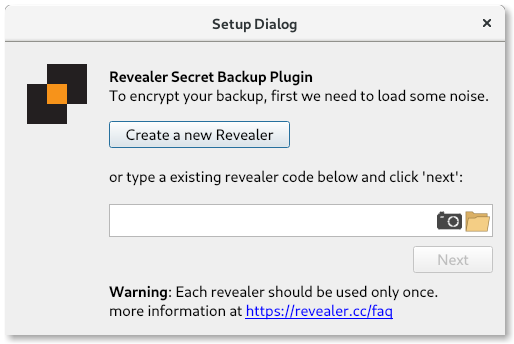 Setup Dialog
Revealer Secret Backup Plugin
To encrypt your backup, first we need to load some noise.
Create a new Revealer
or type a existing revealer code below and click 'next':
Next
Warning: Each revealer should be used only once.
more information at https://revealer.cc/faq